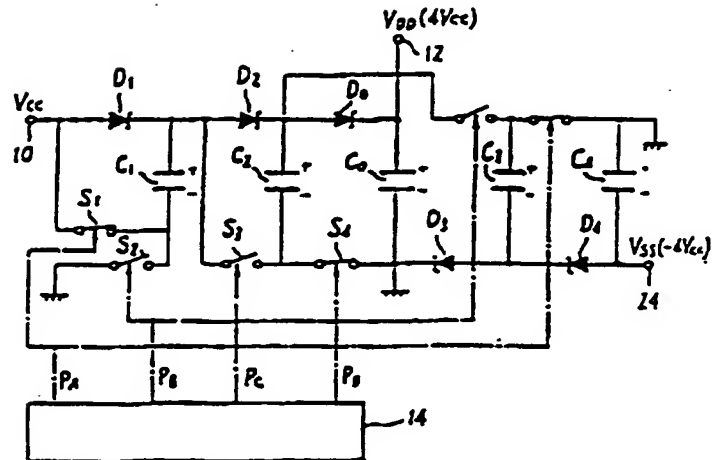 VDD(4Vcc)
12
Vcc
D1
D2
D0
10
C1
C2
C0
C3
C4
S1
S2
S3
S4
D3
D4
VSS(-4Vcc)
24
PA
PB
PC
PD
14